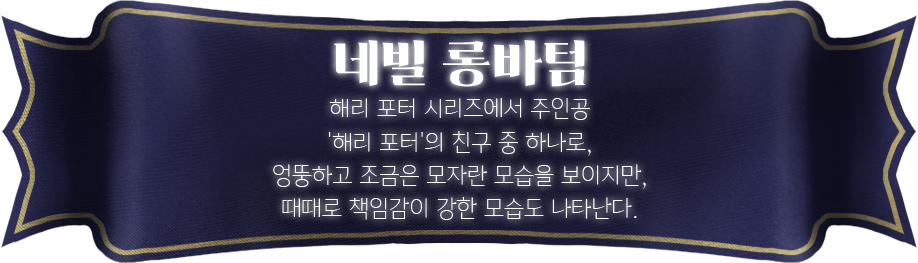 네빌 롱바텀
해리 포터 시리즈에서 주인공
'해리 포터'의 친구 중 하나로,
엉뚱하고 조금은 모자란 모습을 보이지만,
때때로 책임감이 강한 모습도 나타난다.